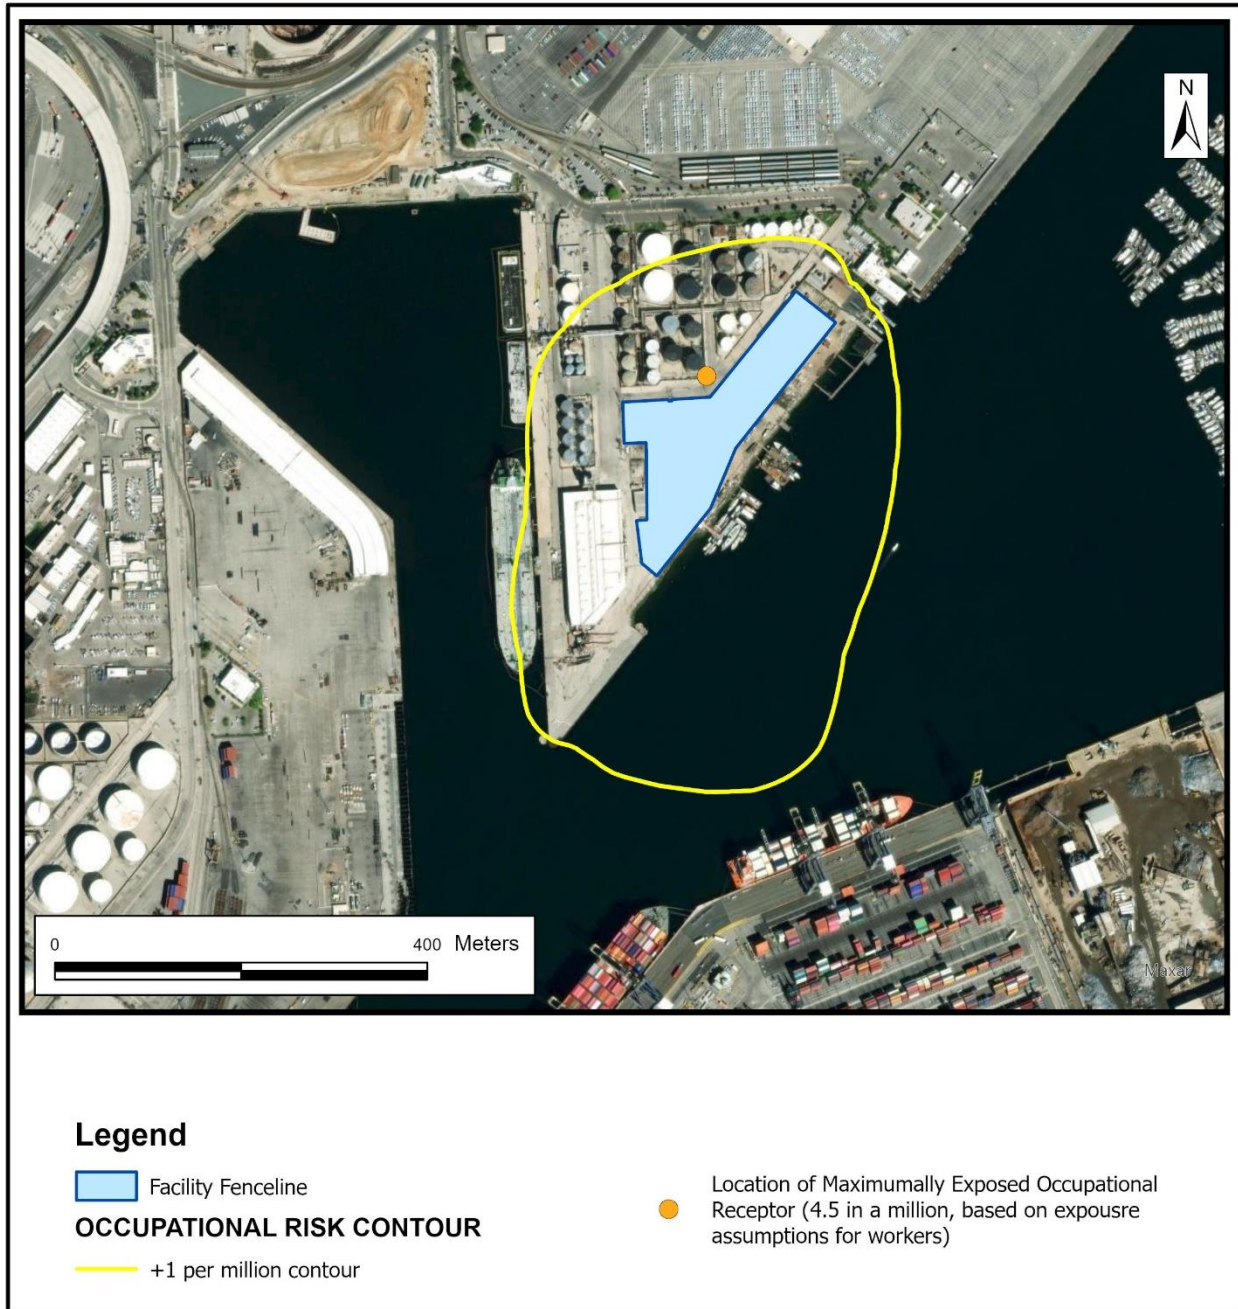 N
0 400 Meters
Maxar
Legend
Facility Fenceline
OCCUPATIONAL RISK CONTOUR
+1 per million contour
Location of Maximumally Exposed Occupational
Receptor (4.5 in a million, based on expousre
assumptions for workers)